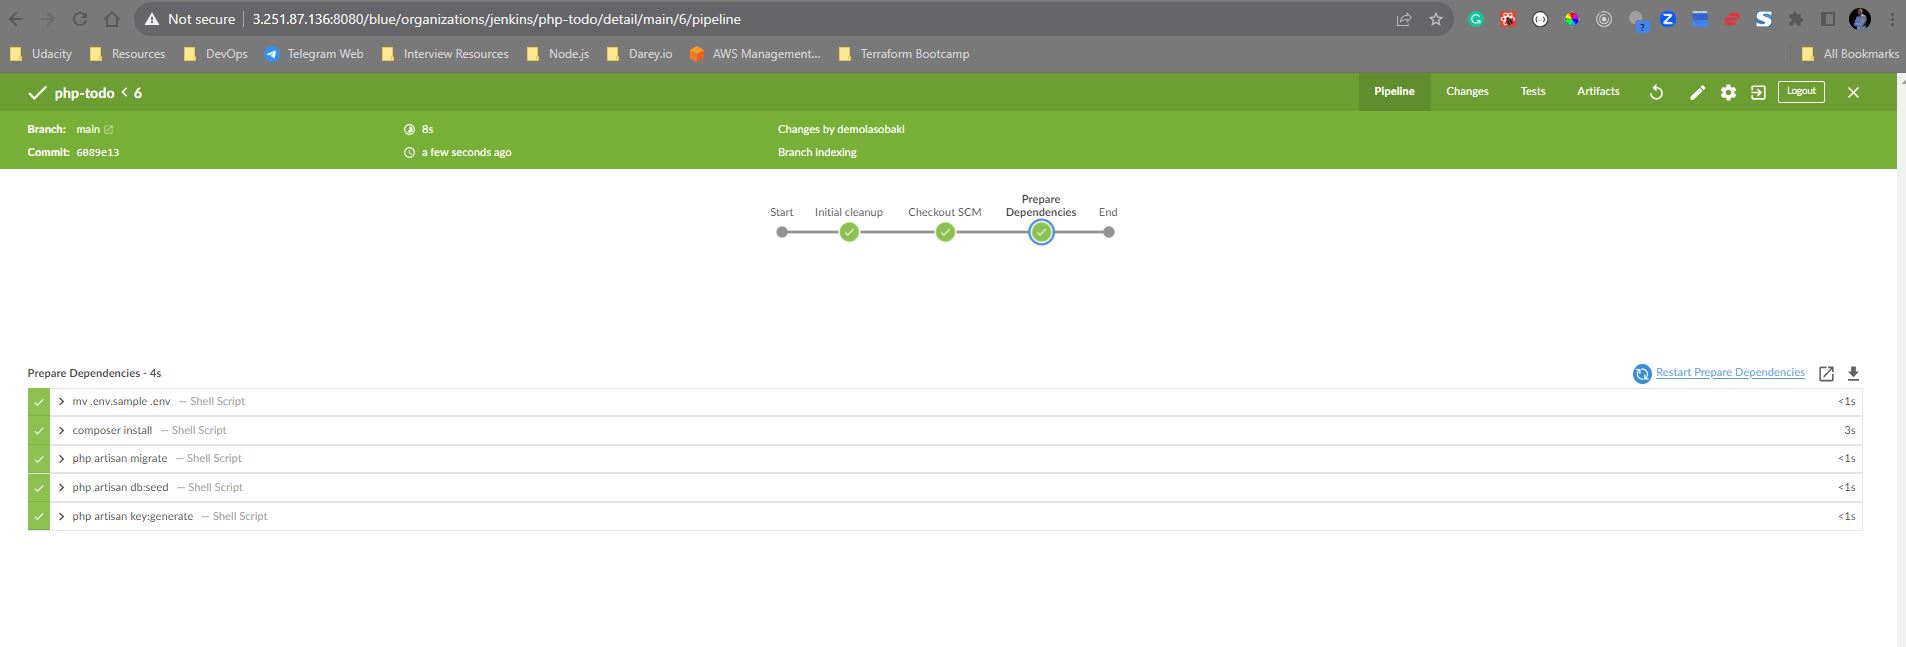 Not secure 3.251.87.136:8080/blue/organizations/jenkins/php-todo/detail/main/6/pipeline
Udacity Resources DevOps Telegram Web Interview Resources Node.js Darey.io AWS Management... Terraform Bootcamp All Bookmarks
php-todo < 6 Pipeline Changes Tests Artifacts Logout
Branch: main 8s Changes by demolasobaki
Commit: 6089e13 a few seconds ago Branch indexing
Start Initial cleanup Checkout SCM Prepare Dependencies End
Prepare Dependencies - 4s Restart Prepare Dependencies
mv .env.sample .env — Shell Script <1s
composer install — Shell Script 3s
php artisan migrate — Shell Script <1s
php artisan db:seed — Shell Script <1s
php artisan key:generate — Shell Script <1s